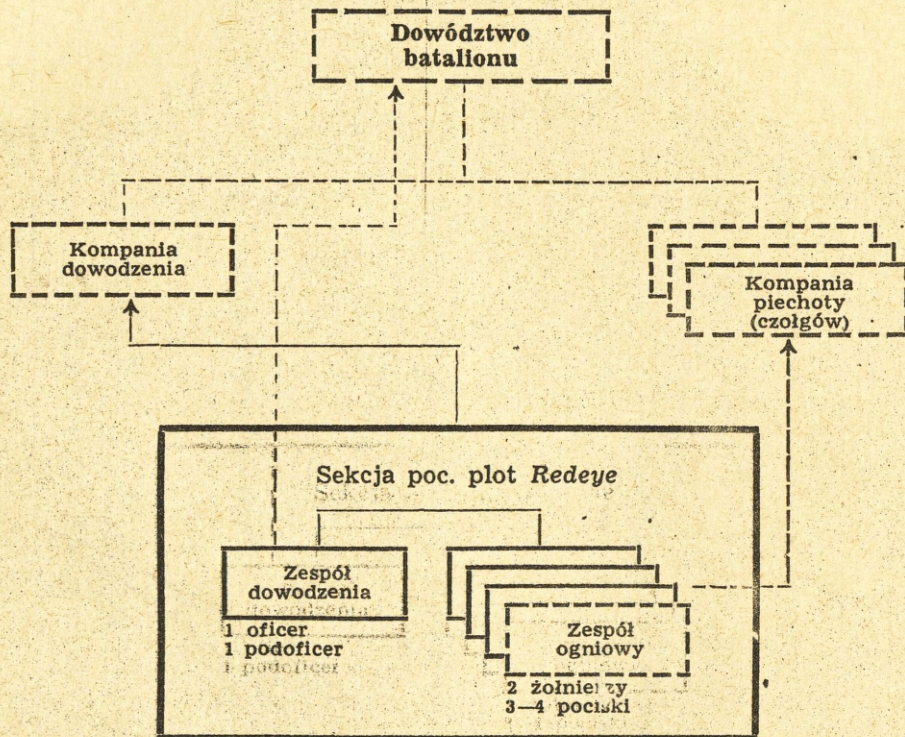 Dowództwo
batalionu
Kompania
dowodzenia
Kompania
piechoty
(czołgów)
Sekcja poc. plot Redeye
Zespół
dowodzenia
1 oficer
1 podoficer
Zespół
ogniowy
2 żołnierzy
3—4 pociski